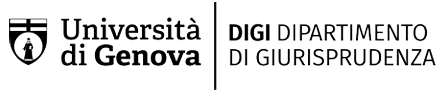 Università
di Genova
DIGI DIPARTIMENTO
DI GIURISPRUDENZA